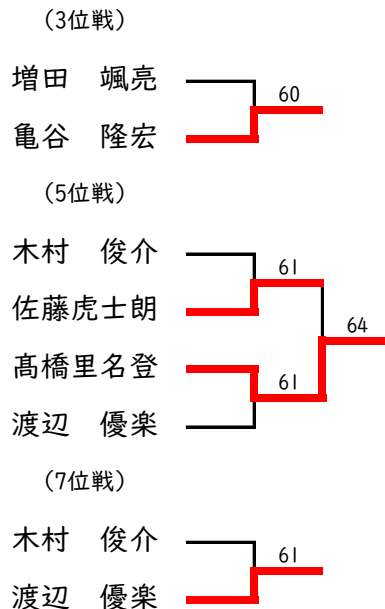 (3位戦)
増田　颯亮
60
亀谷　隆宏
(5位戦)
木村　俊介
61
佐藤虎士朗
64
髙橋里名登
61
渡辺　優楽
(7位戦)
木村　俊介
61
渡辺　優楽